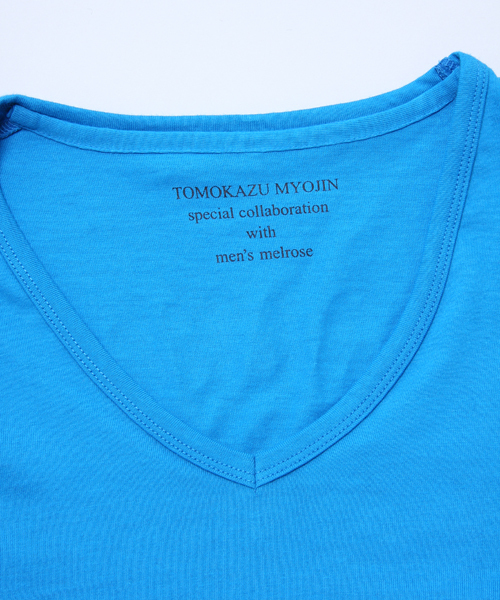 TOMOKAZU MYOJIN
special collaboration
with
men's melrose